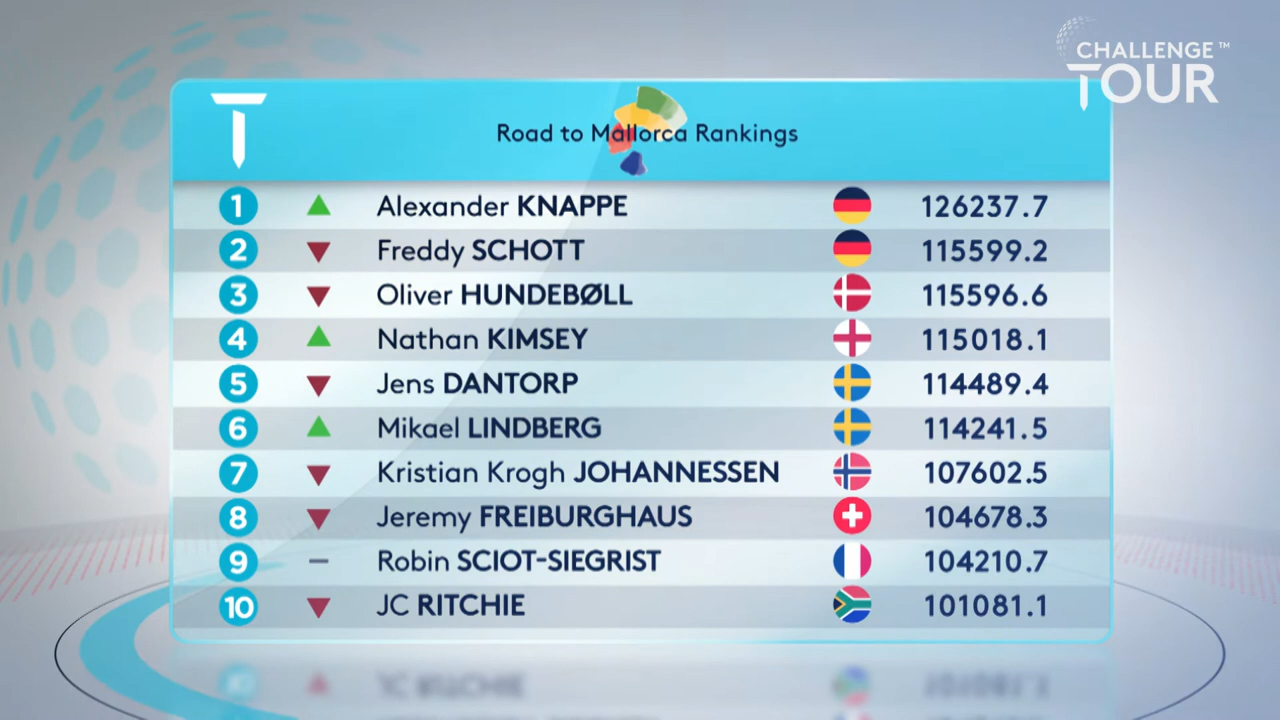 CHALLENGE™
TOUR
Road to Mallorca Rankings
1 Alexander KNAPPE 126237.7
2 Freddy SCHOTT 115599.2
3 Oliver HUNDEBØLL 115596.6
4 Nathan KIMSEY 115018.1
5 Jens DANTORP 114489.4
6 Mikael LINDBERG 114241.5
7 Kristian Krogh JOHANNESSEN 107602.5
8 Jeremy FREIBURGHAUS 104678.3
9 Robin SCIOT-SIEGRIST 104210.7
10 JC RITCHIE 101081.1